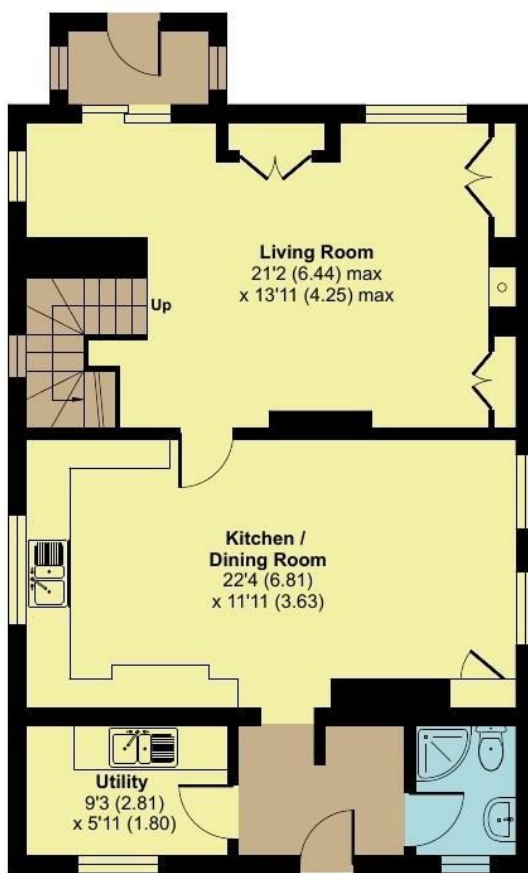 Living Room
21'2 (6.44) max
x 13'11 (4.25) max
Up
Kitchen /
Dining Room
22'4 (6.81)
x 11'11 (3.63)
Utility
9'3 (2.81)
x 5'11 (1.80)